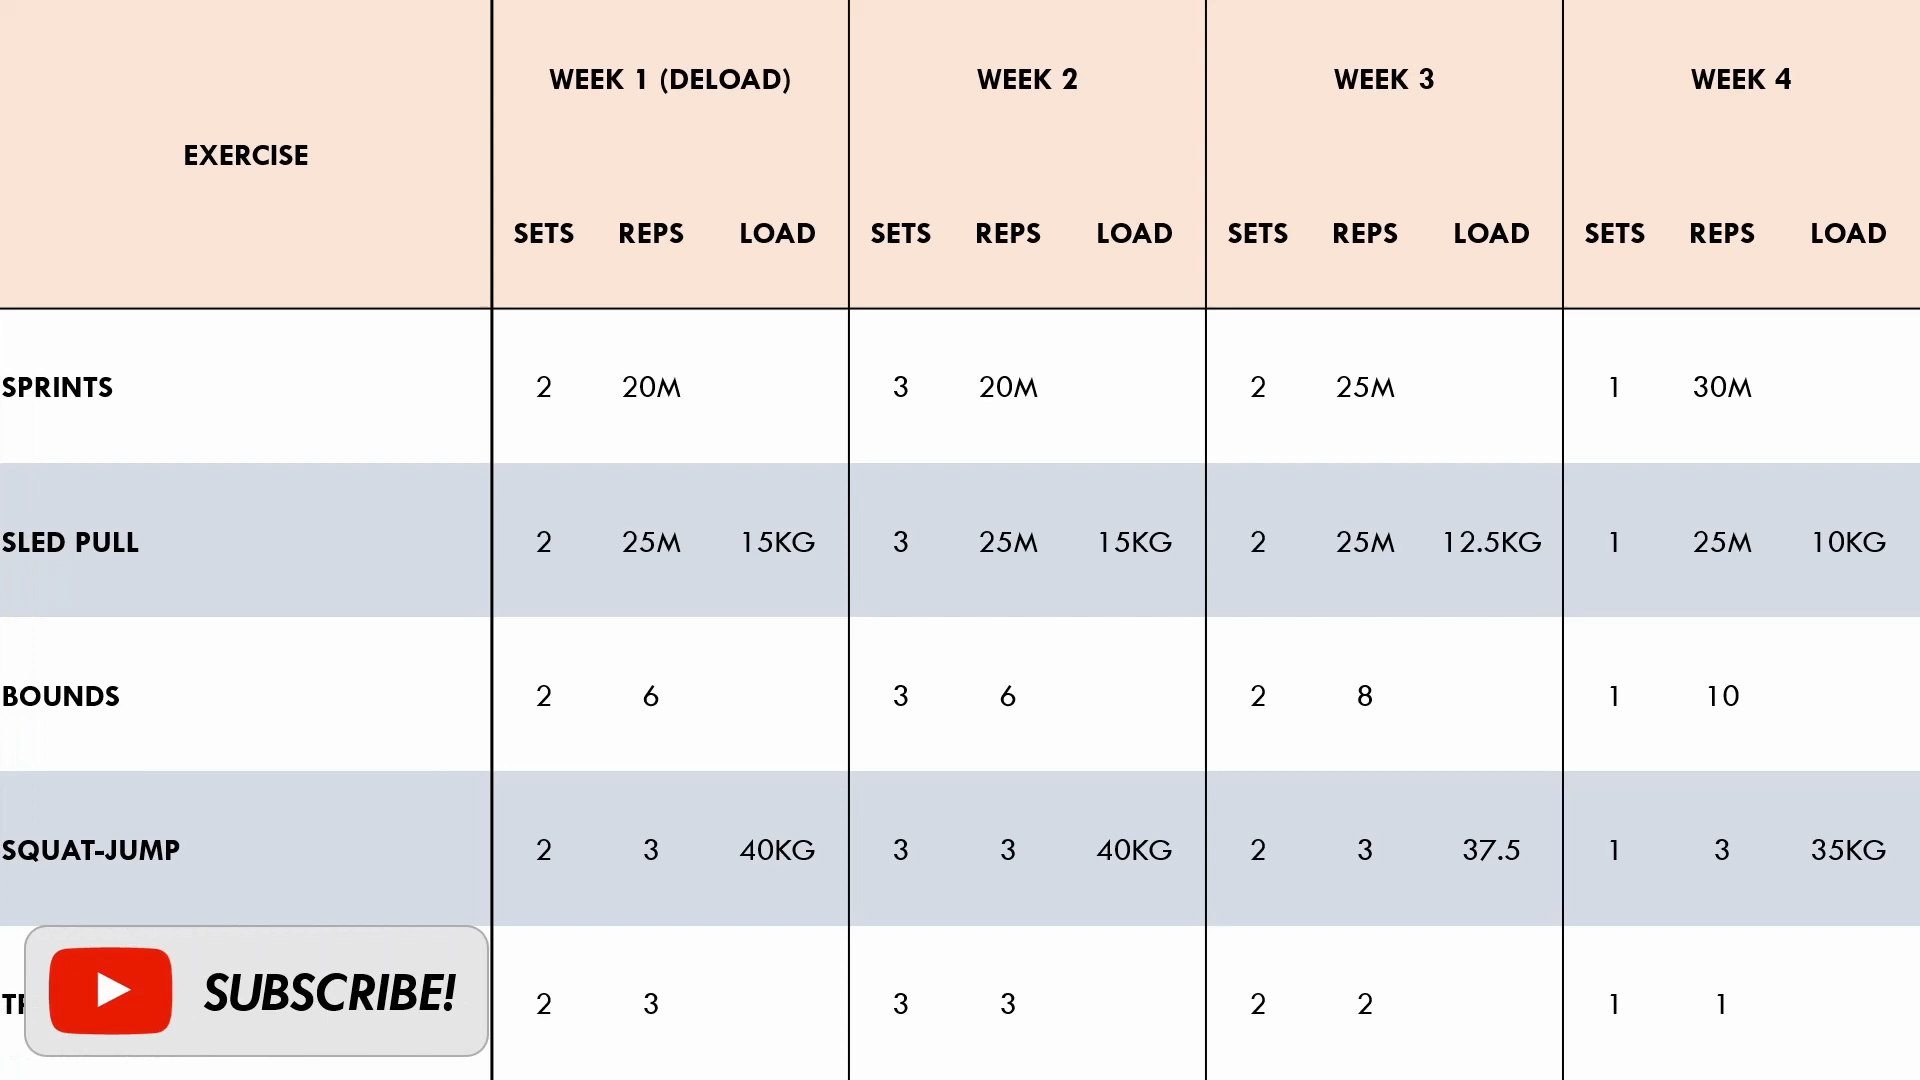 WEEK 1 (DELOAD) WEEK 2 WEEK 3 WEEK 4
EXERCISE
SETS REPS LOAD SETS REPS LOAD SETS REPS LOAD SETS REPS LOAD
SPRINTS 2 20M 3 20M 2 25M 1 30M
SLED PULL 2 25M 15KG 3 25M 15KG 2 25M 12.5KG 1 25M 10KG
BOUNDS 2 6 3 6 2 8 1 10
SQUAT-JUMP 2 3 40KG 3 3 40KG 2 3 37.5 1 3 35KG
2 3 3 3 2 2 1 1
SUBSCRIBE!